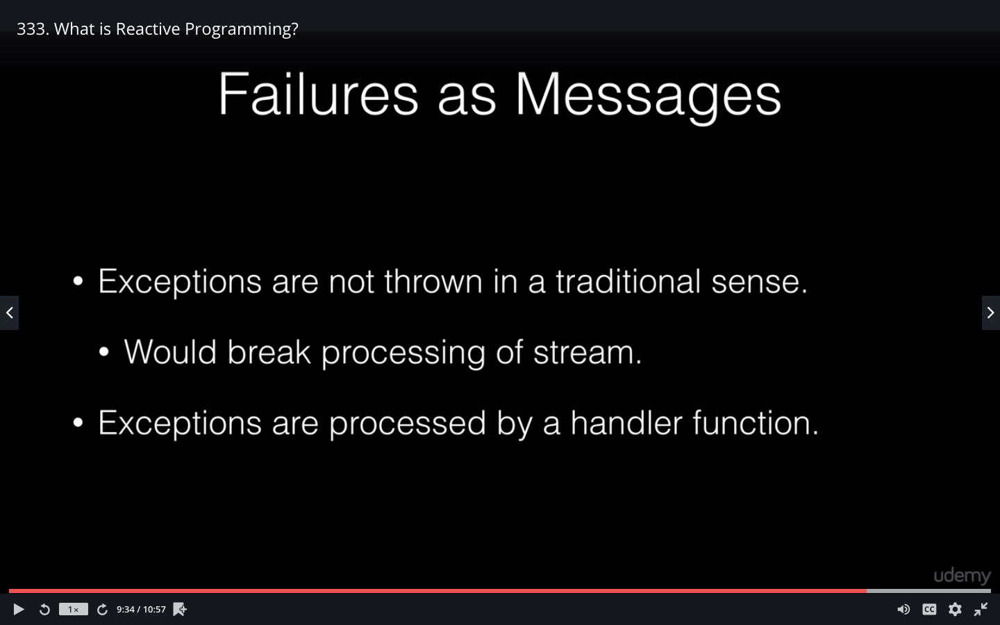 333. What is Reactive Programming?
Failures as Messages
• Exceptions are not thrown in a traditional sense.
• Would break processing of stream.
• Exceptions are processed by a handler function.
udemy
1× 9:34 / 10:57 CC